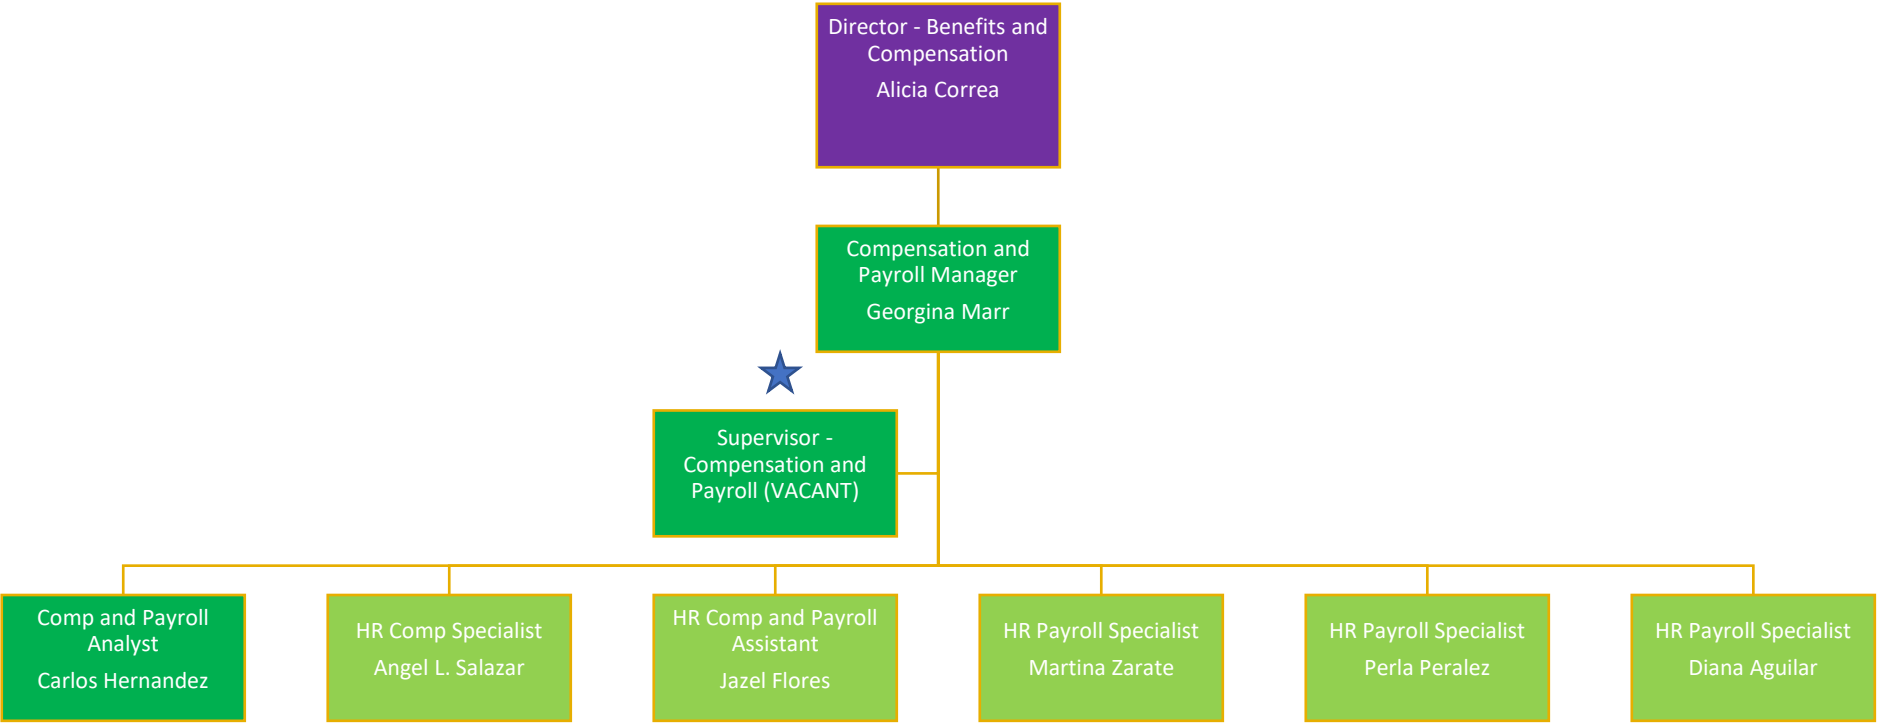 Director - Benefits and
Compensation
Alicia Correa
Compensation and
Payroll Manager
Georgina Marr
Supervisor -
Compensation and
Payroll (VACANT)
Comp and Payroll
Analyst
Carlos Hernandez
HR Comp Specialist
Angel L. Salazar
HR Comp and Payroll
Assistant
Jazel Flores
HR Payroll Specialist
Martina Zarate
HR Payroll Specialist
Perla Peralez
HR Payroll Specialist
Diana Aguilar